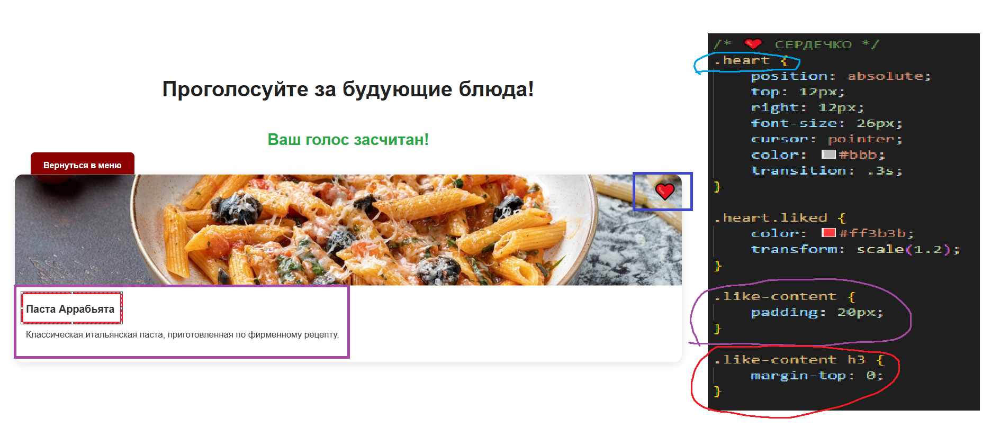 Проголосуйте за будующие блюда!
Ваш голос засчитан!
Вернуться в меню
Паста Аррабьята
Классическая итальянская паста, приготовленная по фирменному рецепту.
/* ❤️ СЕРДЕЧКО */
.heart {
position: absolute;
top: 12px;
right: 12px;
font-size: 26px;
cursor: pointer;
color: #bbb;
transition: .3s;
}
.heart.liked {
color: #ff3b3b;
transform: scale(1.2);
}
.like-content {
padding: 20px;
}
.like-content h3 {
margin-top: 0;
}